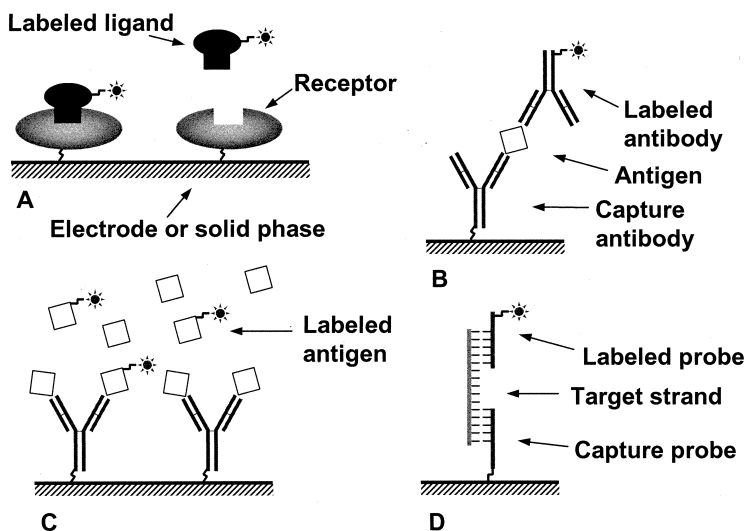 Labeled ligand
Receptor
A
Electrode or solid phase
Labeled
antibody
Antigen
Capture
antibody
B
Labeled
antigen
C
Labeled probe
Target strand
Capture probe
D